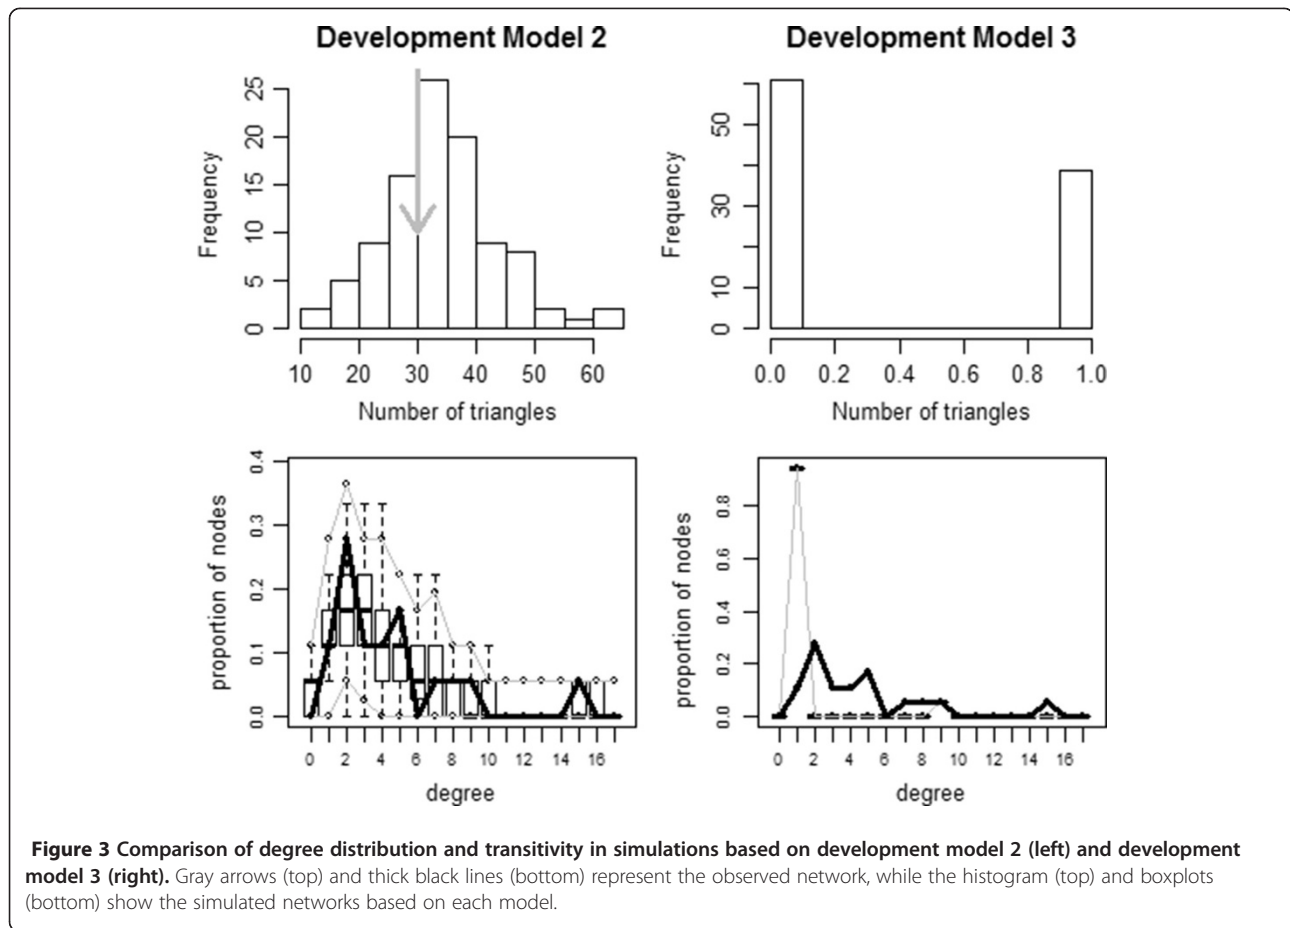 Development Model 2
Development Model 3
Frequency
25
20
15
10
5
0
10 20 30 40 50 60
Number of triangles
Frequency
50
30
10
0
0.0 0.2 0.4 0.6 0.8 1.0
Number of triangles
proportion of nodes
0.4
0.3
0.2
0.1
0.0
0 2 4 6 8 10 12 14 16
degree
proportion of nodes
0.8
0.6
0.4
0.2
0.0
0 2 4 6 8 10 12 14 16
degree
Figure 3 Comparison of degree distribution and transitivity in simulations based on development model 2 (left) and development
model 3 (right). Gray arrows (top) and thick black lines (bottom) represent the observed network, while the histogram (top) and boxplots
(bottom) show the simulated networks based on each model.